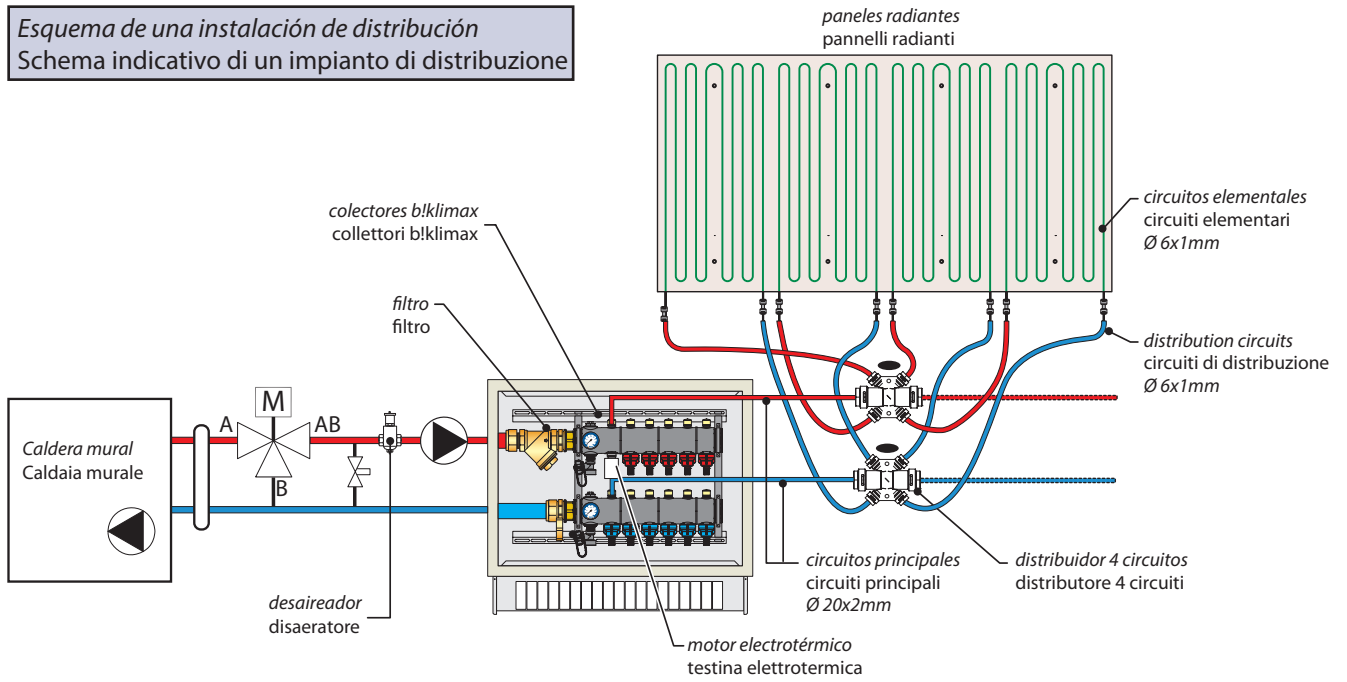 Esquema de una instalación de distribución
Schema indicativo di un impianto di distribuzione
paneles radiantes
pannelli radianti
colectores b!klimax
collettori b!klimax
circuitos elementales
circuiti elementari
Ø 6x1mm
filtro
filtro
distribution circuits
circuiti di distribuzione
Ø 6x1mm
M
A
AB
B
Caldera mural
Caldaia murale
circuitos principales
circuiti principali
Ø 20x2mm
distribuidor 4 circuitos
distributore 4 circuiti
desaireador
disaeratore
motor electrotérmico
testina elettrotermica